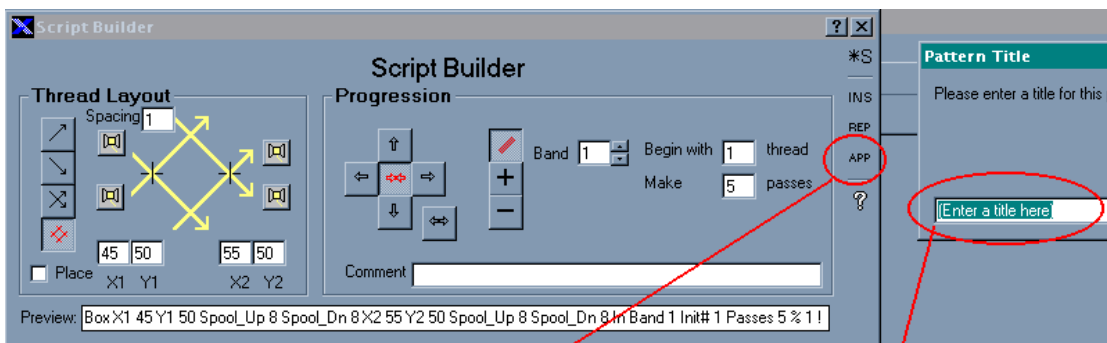 Script Builder
Script Builder
Thread Layout
Spacing 1
45 50 55 50
Place X1 Y1 X2 Y2
Progression
Band 1 Begin with 1 thread
Make 5 passes
Comment
Preview: Box X1 45 Y1 50 Spool_Up 8 Spool_Dn 8 X2 55 Y2 50 Spool_Up 8 Spool_Dn 8 In Band 1 Init# 1 Passes 5 % 1 !
*S
INS
REP
APP
?
Pattern Title
Please enter a title for this
(Enter a title here)